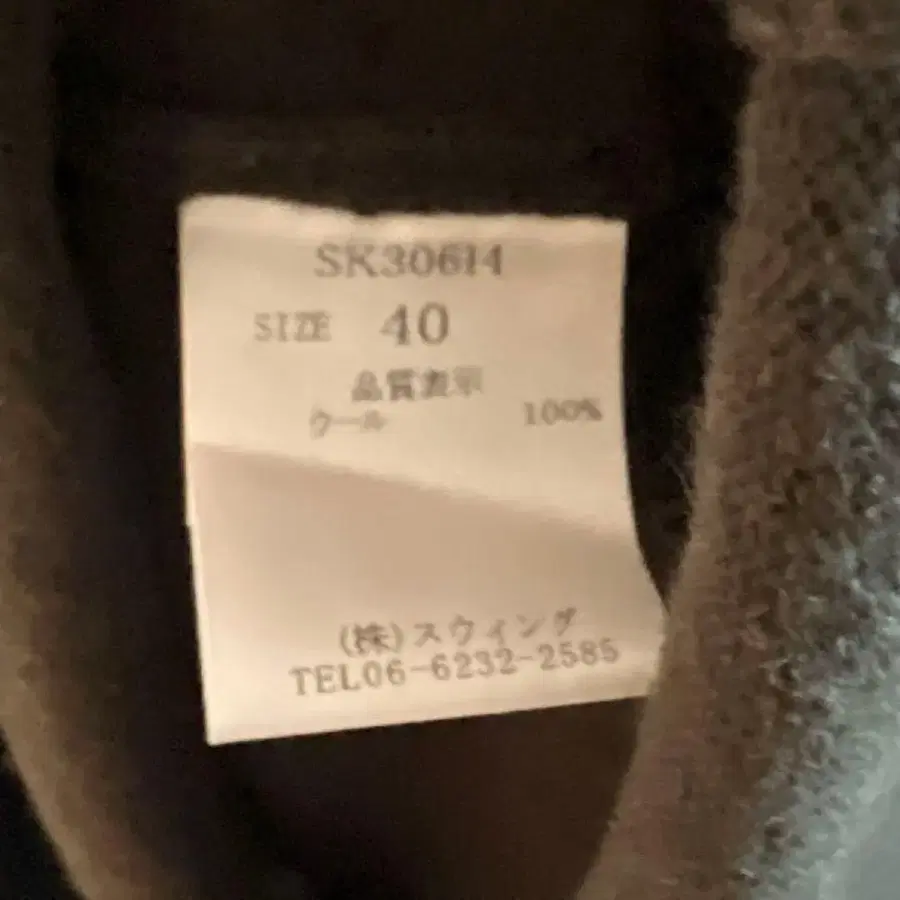 SK30614
SIZE 40
品質表示
ウール 100%
(株)スウィング
TEL06-6232-2585